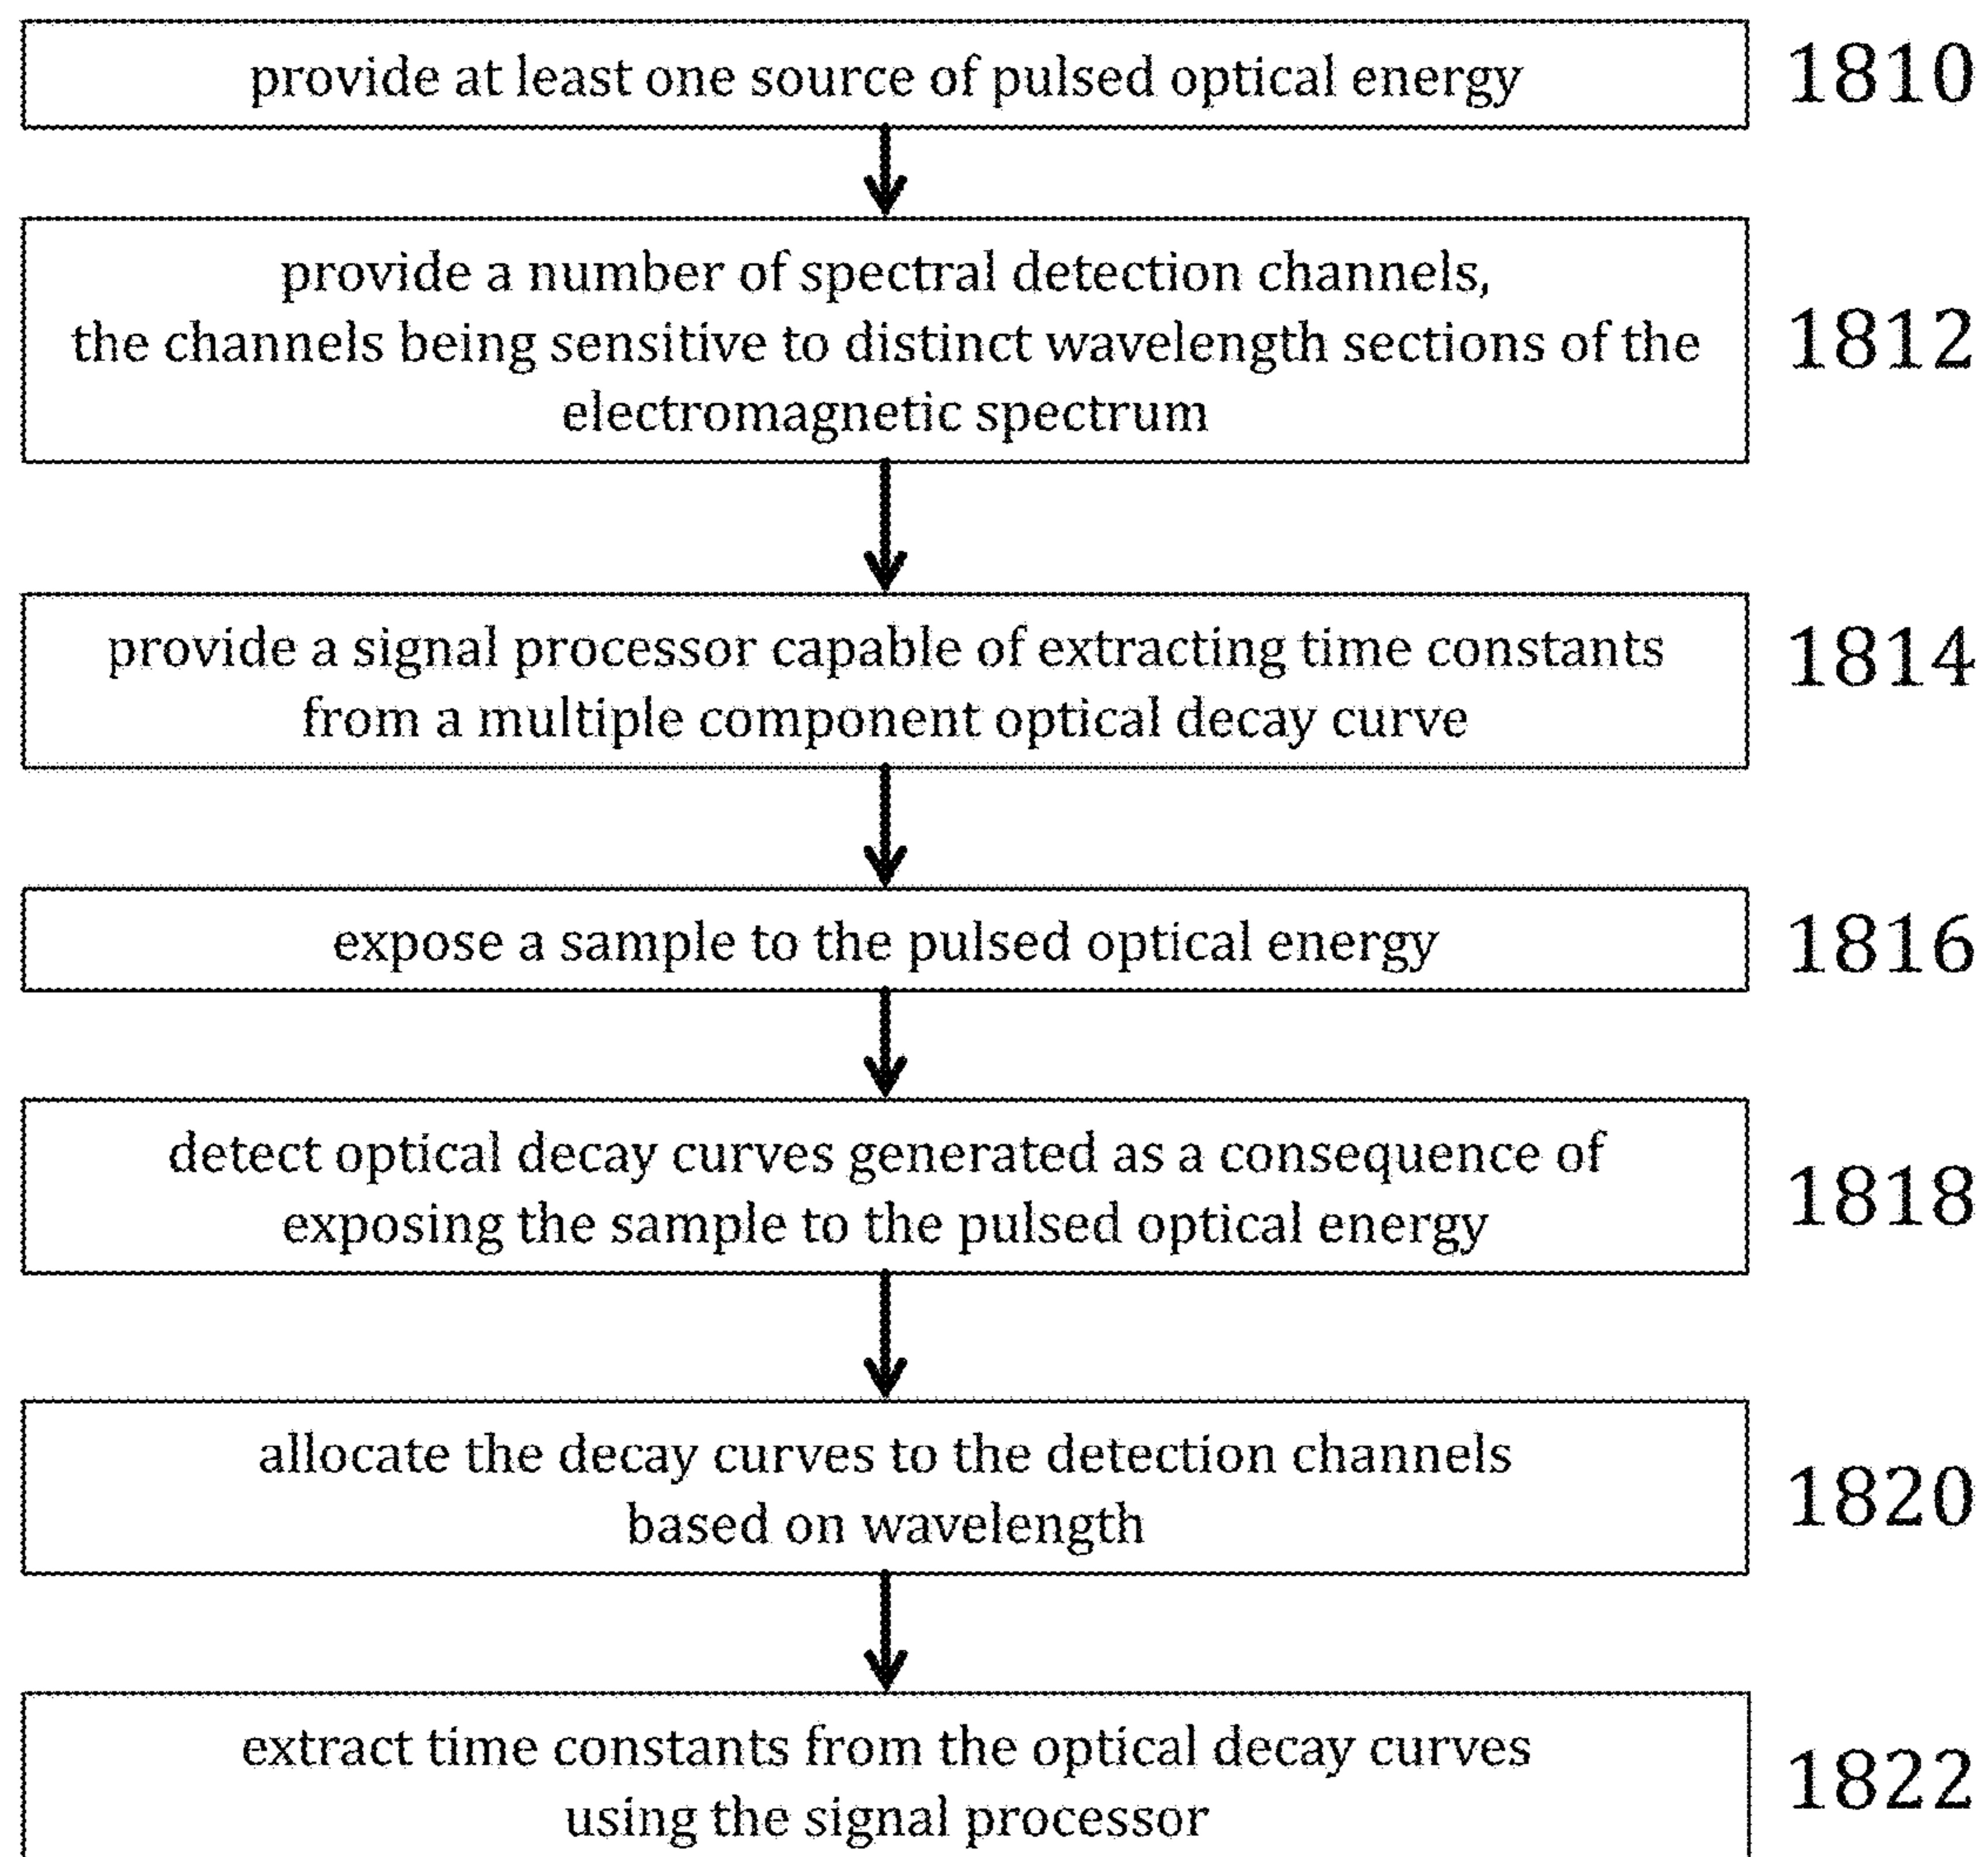 provide at least one source of pulsed optical energy
1810
provide a number of spectral detection channels,
the channels being sensitive to distinct wavelength sections of the
electromagnetic spectrum
1812
provide a signal processor capable of extracting time constants
from a multiple component optical decay curve
1814
expose a sample to the pulsed optical energy
1816
detect optical decay curves generated as a consequence of
exposing the sample to the pulsed optical energy
1818
allocate the decay curves to the detection channels
based on wavelength
1820
extract time constants from the optical decay curves
using the signal processor
1822